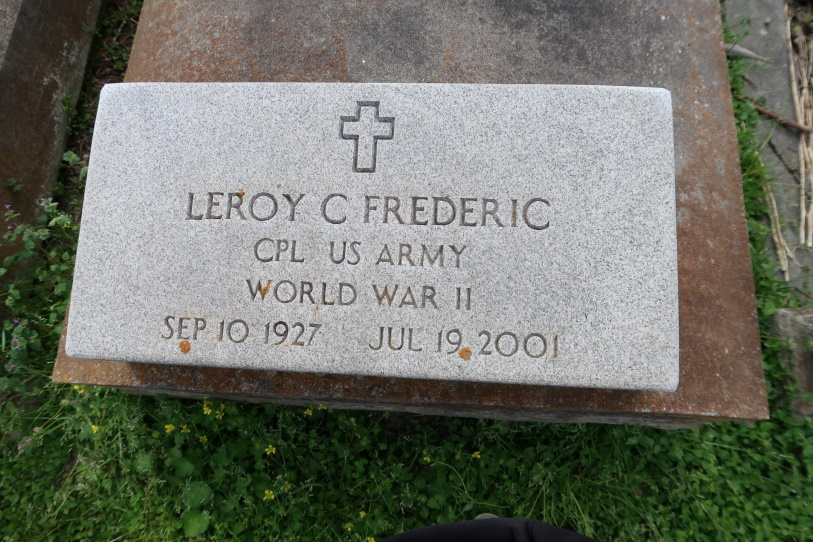 LEROY C FREDERIC
CPL US ARMY
WORLD WAR II
SEP 10 1927 JUL 19 2001